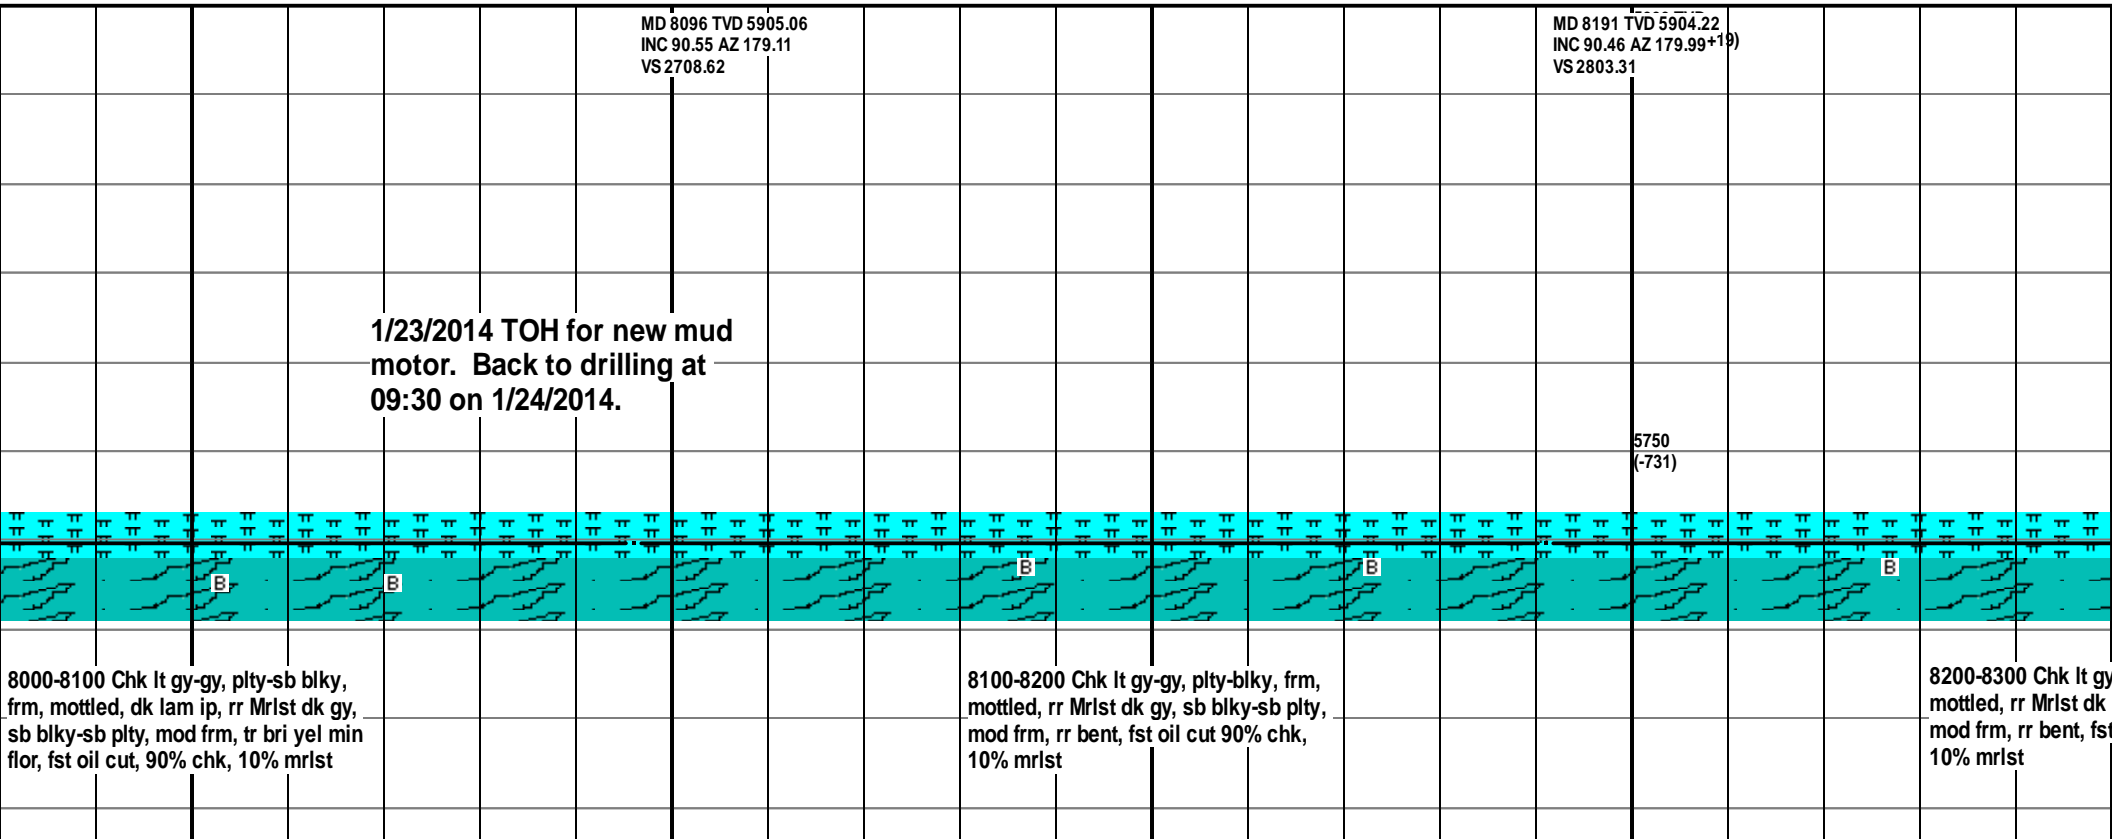 MD 8096 TVD 5905.06
INC 90.55 AZ 179.11
VS 2708.62
MD 8191 TVD 5904.22
INC 90.46 AZ 179.99+19)
VS 2803.31
1/23/2014 TOH for new mud
motor. Back to drilling at
09:30 on 1/24/2014.
5750
(-731)
B
B
B
B
B
8000-8100 Chk lt gy-gy, plty-sb blky,
frm, mottled, dk lam ip, rr Mrlst dk gy,
sb blky-sb plty, mod frm, tr bri yel min
flor, fst oil cut, 90% chk, 10% mrlst
8100-8200 Chk lt gy-gy, plty-blky, frm,
mottled, rr Mrlst dk gy, sb blky-sb plty,
mod frm, rr bent, fst oil cut 90% chk,
10% mrlst
8200-8300 Chk lt gy
mottled, rr Mrlst dk
mod frm, rr bent, fst
10% mrlst